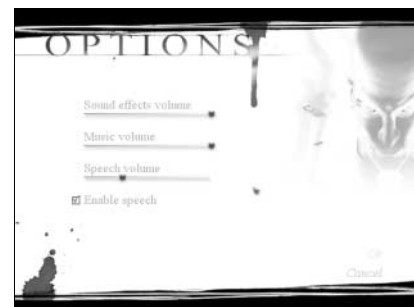 OPTIONS
Sound effects volume
Music volume
Speech volume
Enable speech
Cancel